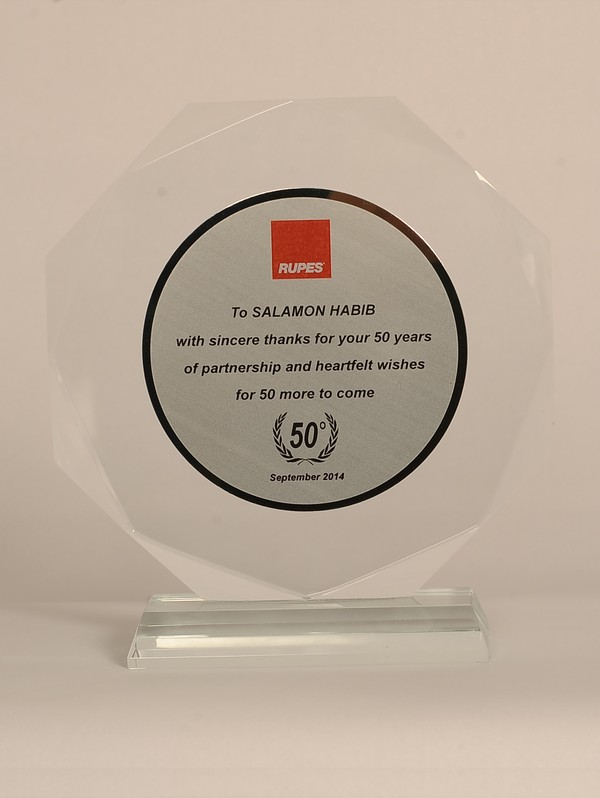 RUPES
To SALAMON HABIB
with sincere thanks for your 50 years
of partnership and heartfelt wishes
for 50 more to come
50°
September 2014